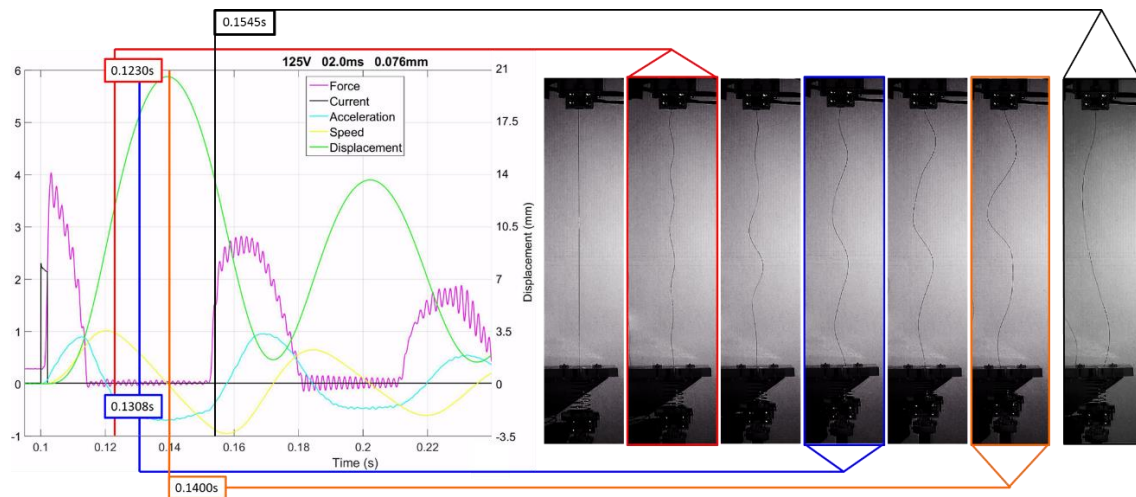 0.1545s
0.1230s
125V 02.0ms 0.076mm
Force
Current
Acceleration
Speed
Displacement
6
5
4
3
2
1
0
-1
21
17.5
14
10.5
7
3.5
0
-3.5
Displacement (mm)
0.1308s
0.1 0.12 0.14 0.16 0.18 0.2 0.22
Time (s)
0.1400s